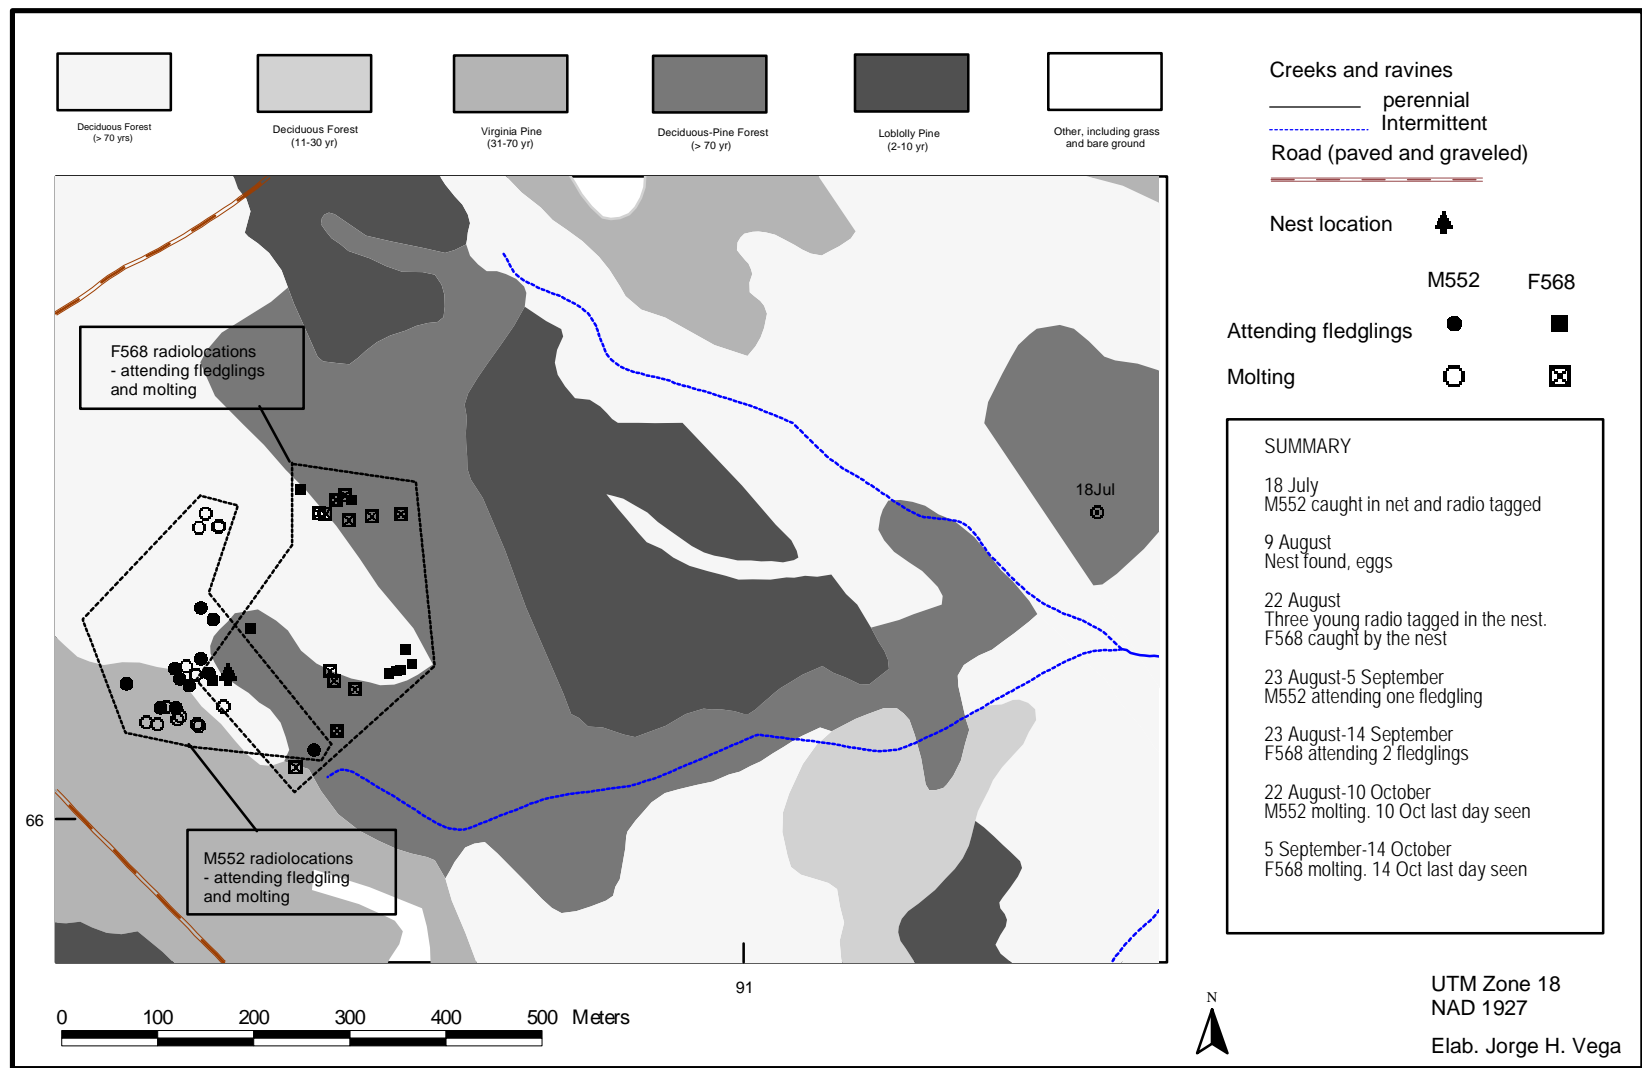 Deciduous Forest
(> 70 yrs)
Deciduous Forest
(11-30 yr)
Virginia Pine
(31-70 yr)
Deciduous-Pine Forest
(> 70 yr)
Loblolly Pine
(2-10 yr)
Other, including grass
and bare ground
Creeks and ravines
perennial
Intermittent
Road (paved and graveled)
Nest location
M552 F568
Attending fledglings
Molting
F568 radiolocations
- attending fledglings
and molting
18Jul
M552 radiolocations
- attending fledgling
and molting
66
91
SUMMARY
18 July
M552 caught in net and radio tagged
9 August
Nest found, eggs
22 August
Three young radio tagged in the nest.
F568 caught by the nest
23 August-5 September
M552 attending one fledgling
23 August-14 September
F568 attending 2 fledglings
22 August-10 October
M552 molting. 10 Oct last day seen
5 September-14 October
F568 molting. 14 Oct last day seen
0 100 200 300 400 500 Meters
N
UTM Zone 18
NAD 1927
Elab. Jorge H. Vega